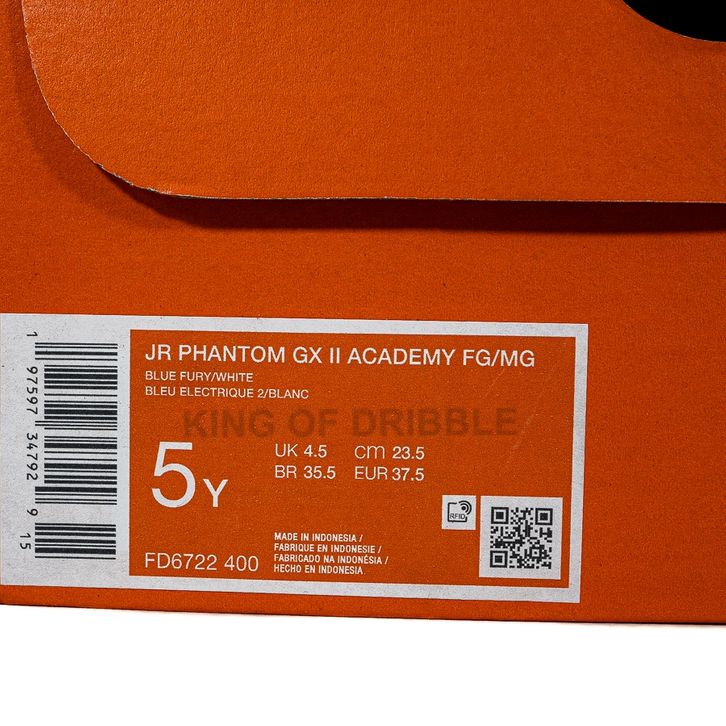 JR PHANTOM GX II ACADEMY FG/MG
BLUE FURY/WHITE
BLEU ELECTRIQUE 2/BLANC
KING OF DRIBBLE
5Y
UK 4.5 cm 23.5
BR 35.5 EUR 37.5
RFID
MADE IN INDONESIA /
FABRIQUE EN INDONESIE /
FABRICADO NA INDONÉSIA /
HECHO EN INDONESIA
FD6722 400
1 97597 34792 9 15